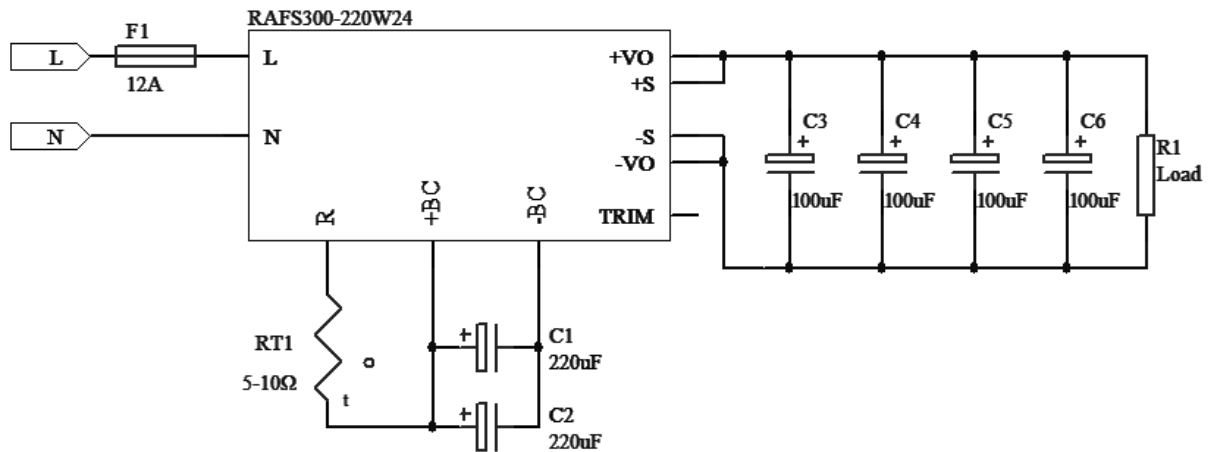 RAFS300-220W24
F1
L
12A
L
N
N
+VO
+S
-S
-VO
TRIM
R
+BC
-BC
C3
+
100uF
C4
+
100uF
C5
+
100uF
C6
+
100uF
R1
Load
RT1
5-10Ω
t
+
C1
220uF
+
C2
220uF